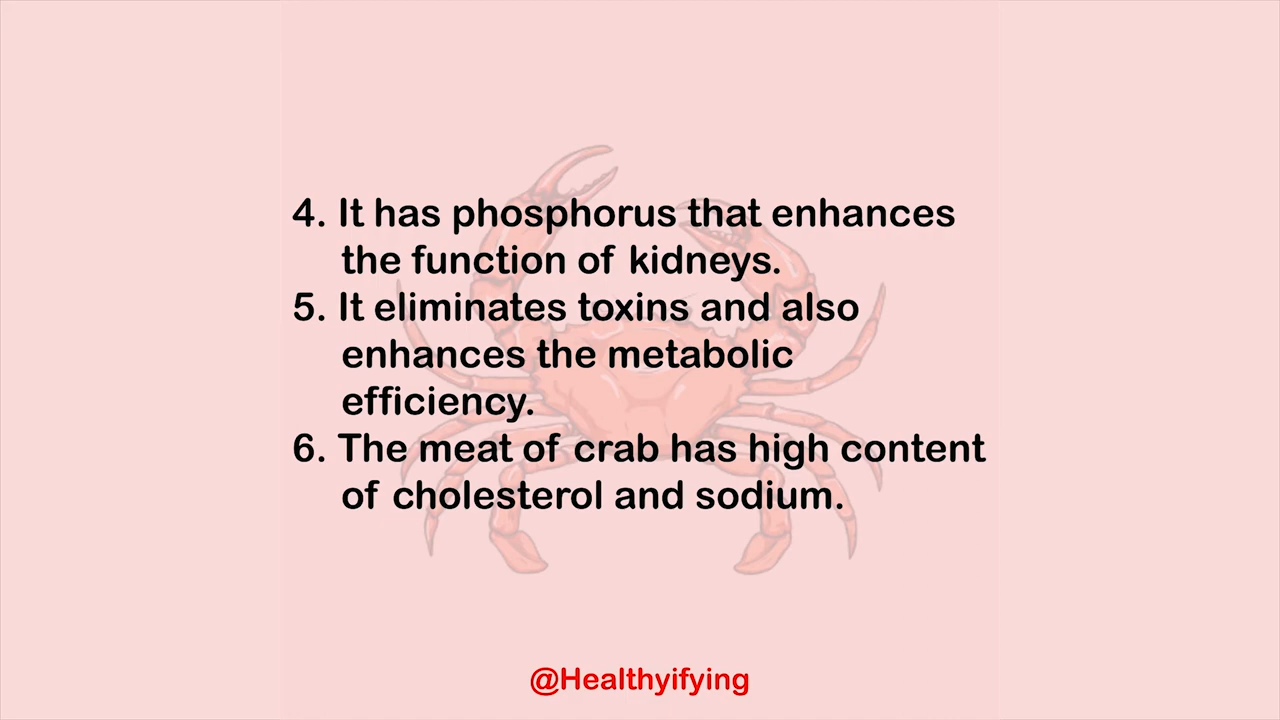 4. It has phosphorus that enhances
the function of kidneys.
5. It eliminates toxins and also
enhances the metabolic
efficiency.
6. The meat of crab has high content
of cholesterol and sodium.
@Healthyifying